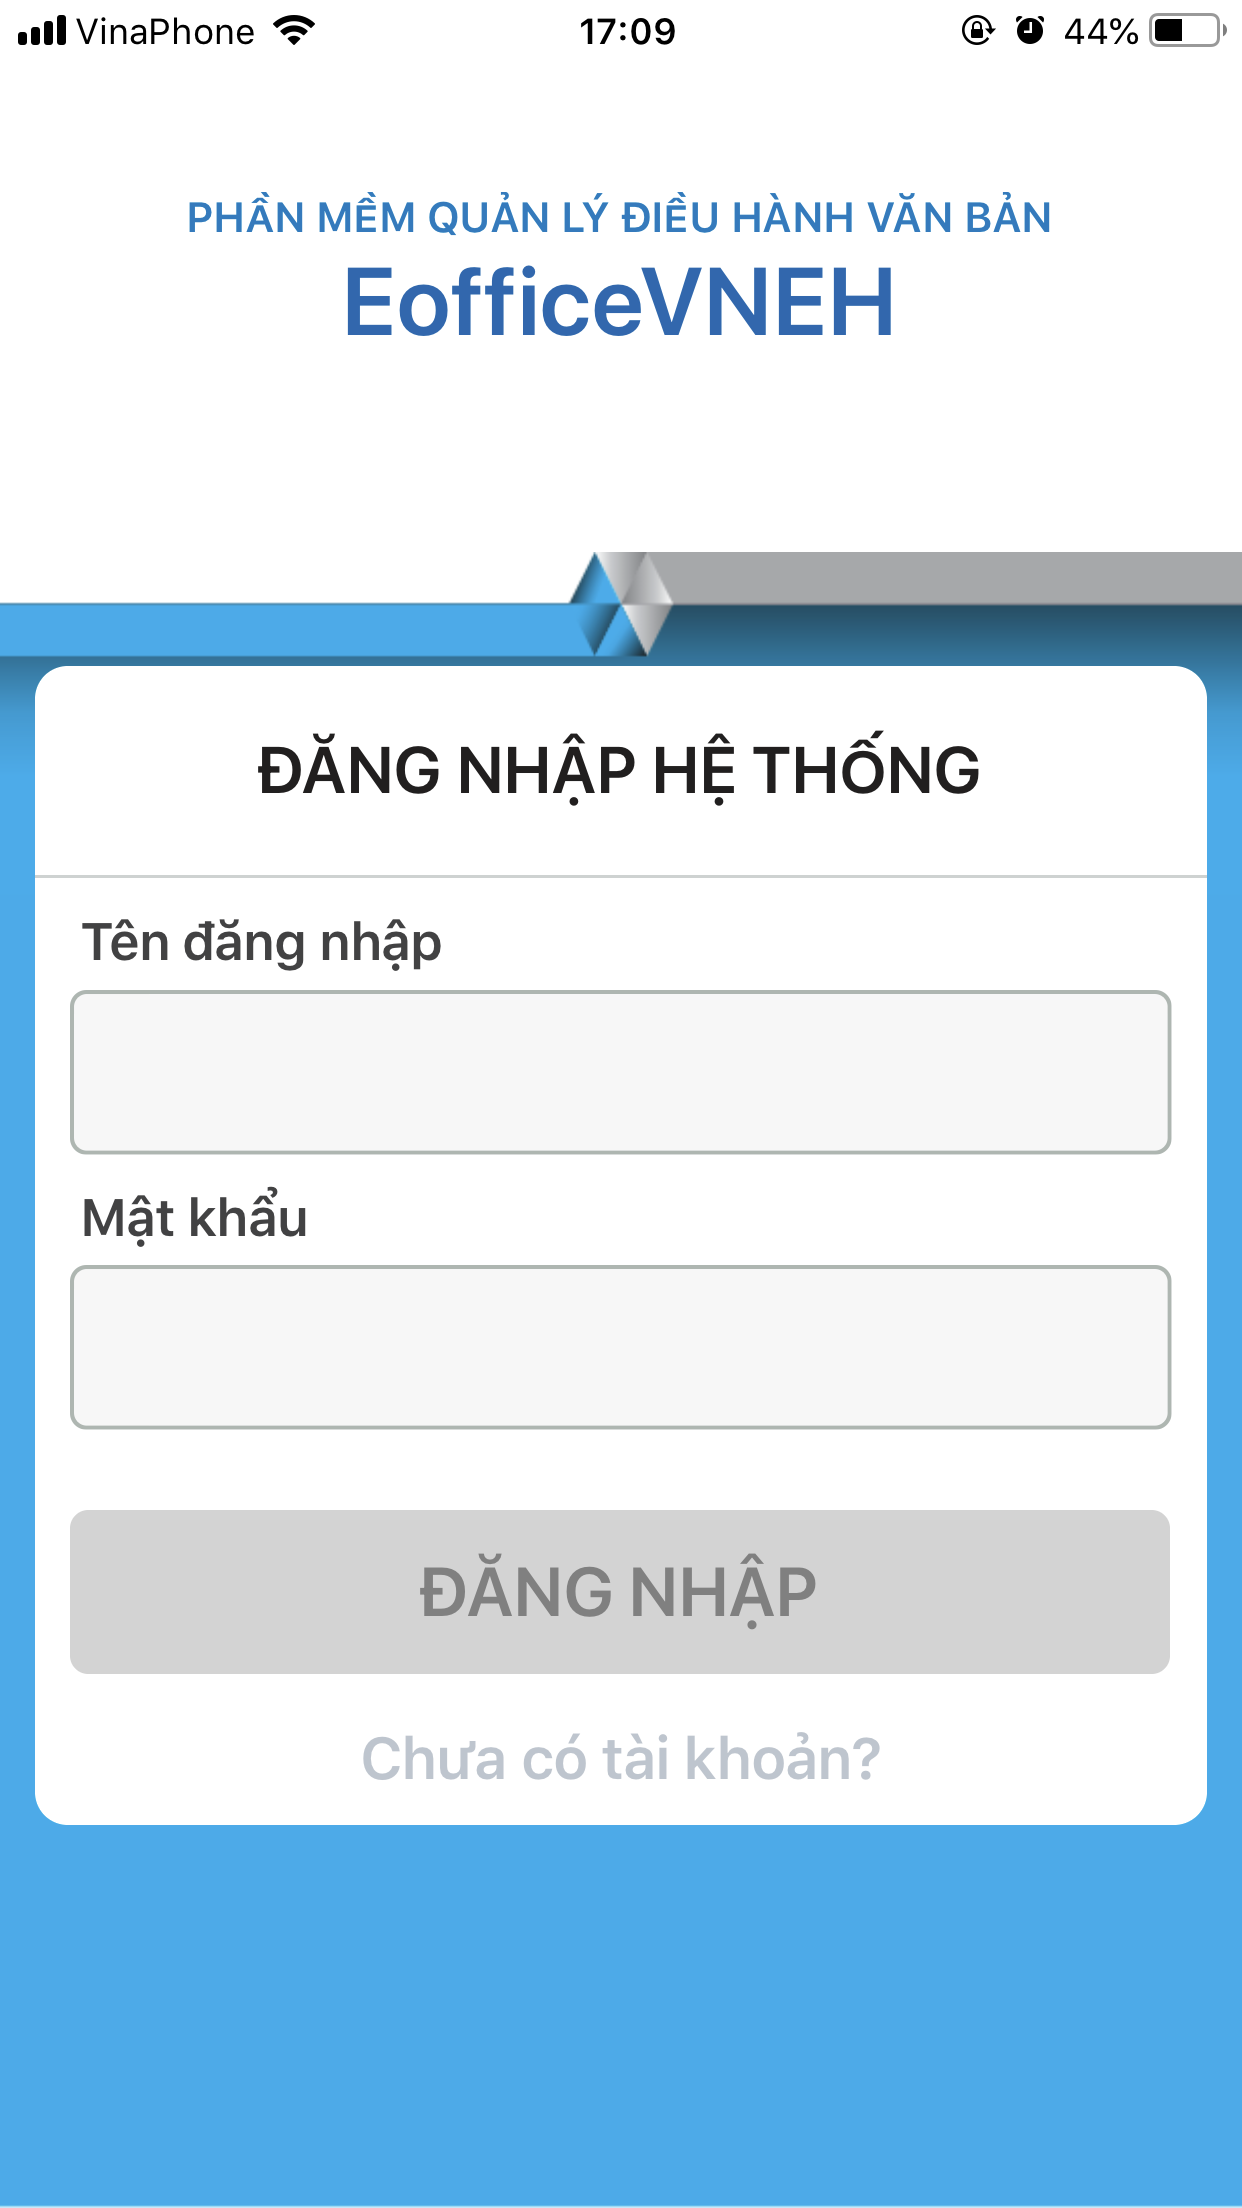 VinaPhone 17:09 44%
PHẦN MỀM QUẢN LÝ ĐIỀU HÀNH VĂN BẢN
EofficeVNEH
ĐĂNG NHẬP HỆ THỐNG
Tên đăng nhập
Mật khẩu
ĐĂNG NHẬP
Chưa có tài khoản?